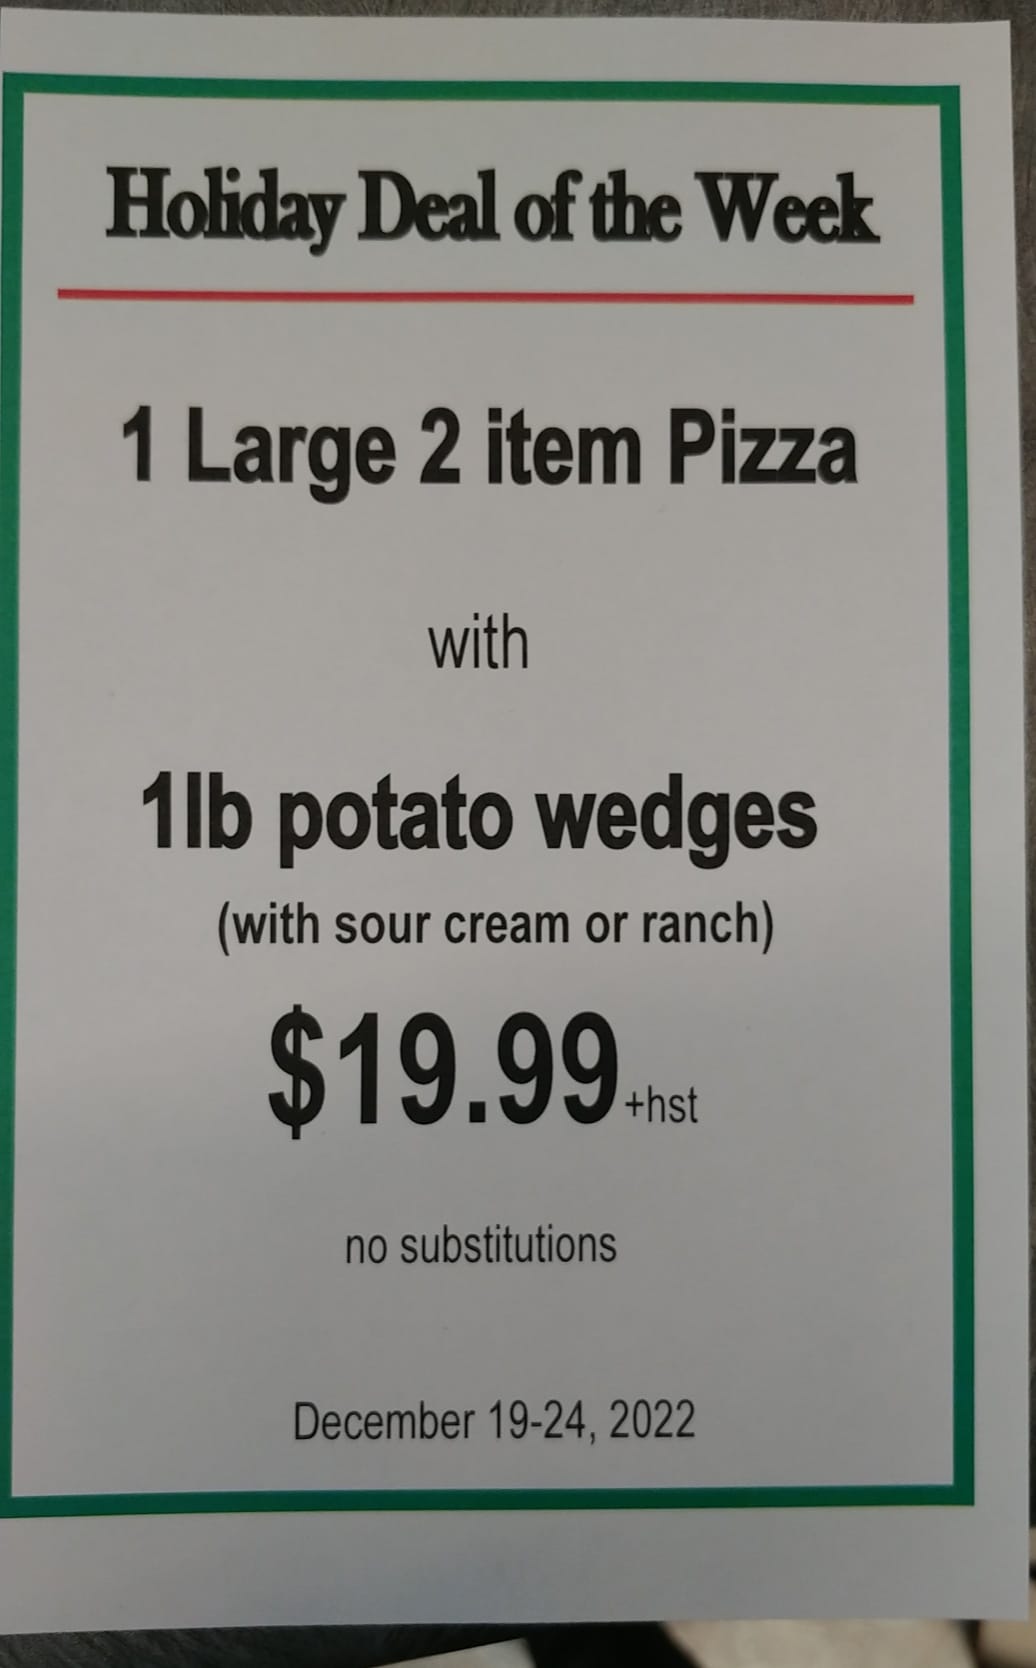 Holiday Deal of the Week
1 Large 2 item Pizza
with
1lb potato wedges
(with sour cream or ranch)
$19.99+hst
no substitutions
December 19-24, 2022